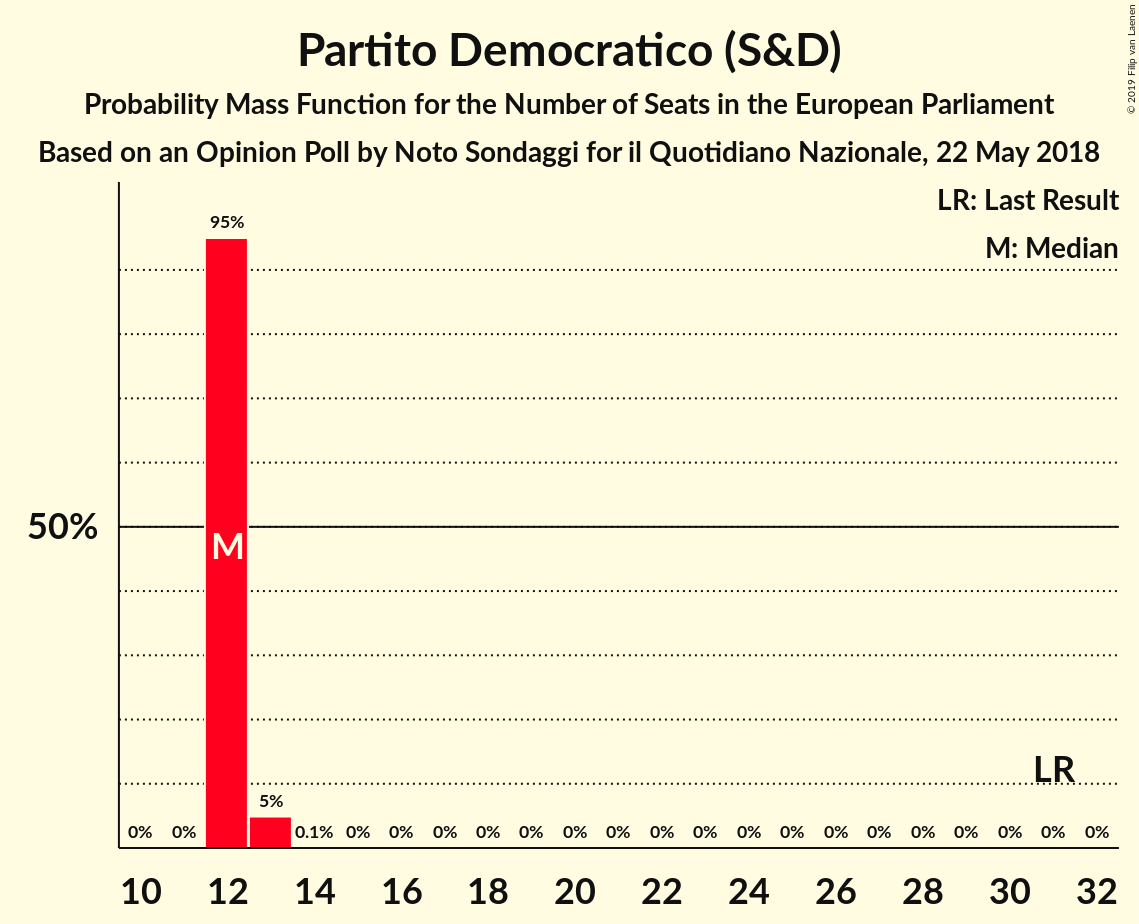 Partito Democratico (S&D)
Probability Mass Function for the Number of Seats in the European Parliament
Based on an Opinion Poll by Noto Sondaggi for il Quotidiano Nazionale, 22 May 2018
© 2019 Filip van Laenen
LR: Last Result
M: Median
95%
50%
M
LR
5%
0% 0% 0.1% 0% 0% 0% 0% 0% 0% 0% 0% 0% 0% 0% 0% 0% 0% 0% 0% 0% 0%
10 12 14 16 18 20 22 24 26 28 30 32